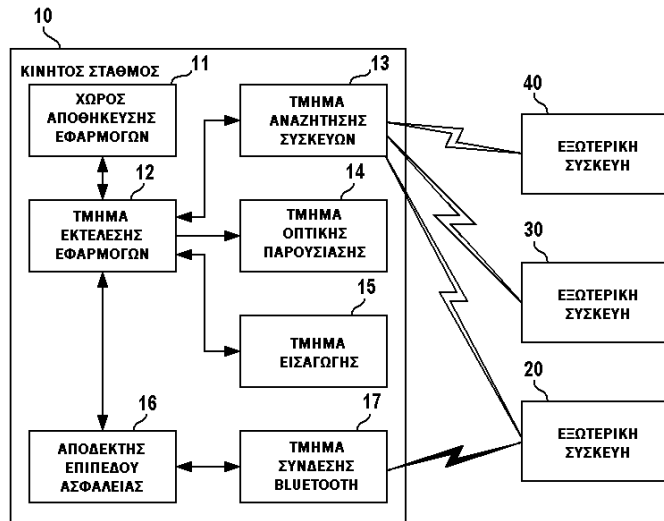 10
ΚΙΝΗΤΟΣ ΣΤΑΘΜΟΣ
11
ΧΩΡΟΣ
ΑΠΟΘΗΚΕΥΣΗΣ
ΕΦΑΡΜΟΓΩΝ
13
ΤΜΗΜΑ
ΑΝΑΖΗΤΗΣΗΣ
ΣΥΣΚΕΥΩΝ
40
ΕΞΩΤΕΡΙΚΗ
ΣΥΣΚΕΥΗ
12
ΤΜΗΜΑ
ΕΚΤΕΛΕΣΗΣ
ΕΦΑΡΜΟΓΩΝ
14
ΤΜΗΜΑ
ΟΠΤΙΚΗΣ
ΠΑΡΟΥΣΙΑΣΗΣ
30
ΕΞΩΤΕΡΙΚΗ
ΣΥΣΚΕΥΗ
15
ΤΜΗΜΑ
ΕΙΣΑΓΩΓΗΣ
20
ΕΞΩΤΕΡΙΚΗ
ΣΥΣΚΕΥΗ
16
ΑΠΟΔΕΚΤΗΣ
ΕΠΙΠΕΔΟΥ
ΑΣΦΑΛΕΙΑΣ
17
ΤΜΗΜΑ
ΣΥΝΔΕΣΗΣ
BLUETOOTH